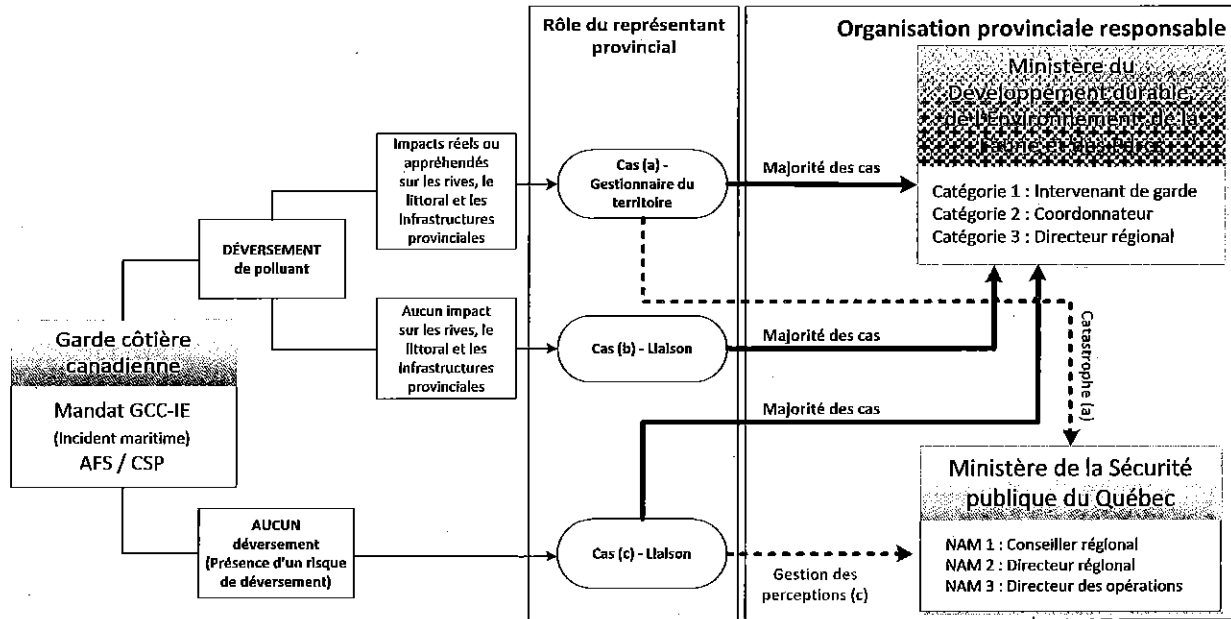 Rôle du représentant
provincial
Organisation provinciale responsable
Ministère du
Développement durable,
de l'Environnement, de la
Faune et des Parcs
Catégorie 1 : Intervenant de garde
Catégorie 2 : Coordonnateur
Catégorie 3 : Directeur régional
Impacts réels ou
appréhendés
sur les rives, le
littoral et les
infrastructures
provinciales
Cas (a) -
Gestionnaire du
territoire
Majorité des cas
DÉVERSEMENT
de polluant
Aucun impact
sur les rives, le
littoral et les
infrastructures
provinciales
Cas (b) - Liaison
Majorité des cas
Catastrophe (a)
Garde côtière
canadienne
Mandat GCC-IE
(Incident maritime)
AFS / CSP
Majorité des cas
AUCUN
déversement
(Présence d'un risque
de déversement)
Cas (c) - Liaison
Gestion des
perceptions (c)
Ministère de la Sécurité
publique du Québec
NAM 1 : Conseiller régional
NAM 2 : Directeur régional
NAM 3 : Directeur des opérations